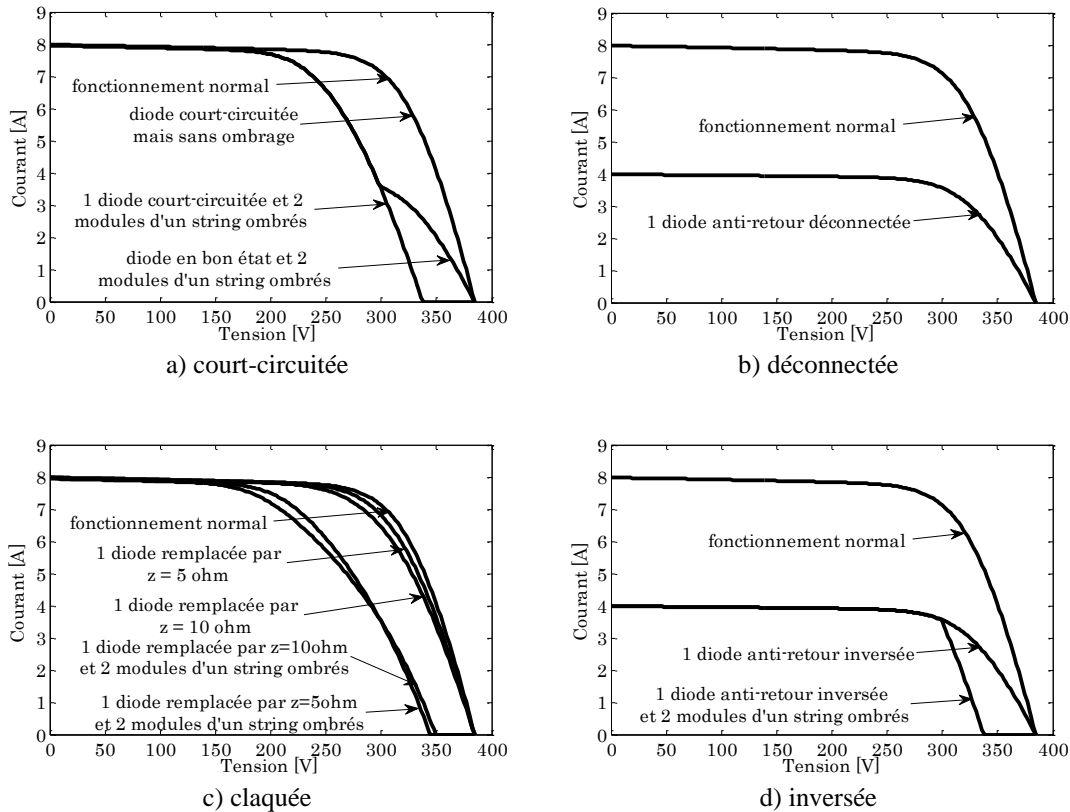 9
8
7
6
5
4
3
2
1
0
Courant [A]
fonctionnement normal
diode court-circuitée
mais sans ombrage
1 diode court-circuitée et 2
modules d'un string ombrés
diode en bon état et 2
modules d'un string ombrés
0 50 100 150 200 250 300 350 400
Tension [V]
a) court-circuitée
9
8
7
6
5
4
3
2
1
0
Courant [A]
fonctionnement normal
1 diode anti-retour déconnectée
0 50 100 150 200 250 300 350 400
Tension [V]
b) déconnectée
9
8
7
6
5
4
3
2
1
0
Courant [A]
fonctionnement normal
1 diode remplacée par
z = 5 ohm
1 diode remplacée par
z = 10 ohm
1 diode remplacée par z=10ohm
et 2 modules d'un string ombrés
1 diode remplacée par z=5ohm
et 2 modules d'un string ombrés
0 50 100 150 200 250 300 350 400
Tension [V]
c) claquée
9
8
7
6
5
4
3
2
1
0
Courant [A]
fonctionnement normal
1 diode anti-retour inversée
1 diode anti-retour inversée
et 2 modules d'un string ombrés
0 50 100 150 200 250 300 350 400
Tension [V]
d) inversée